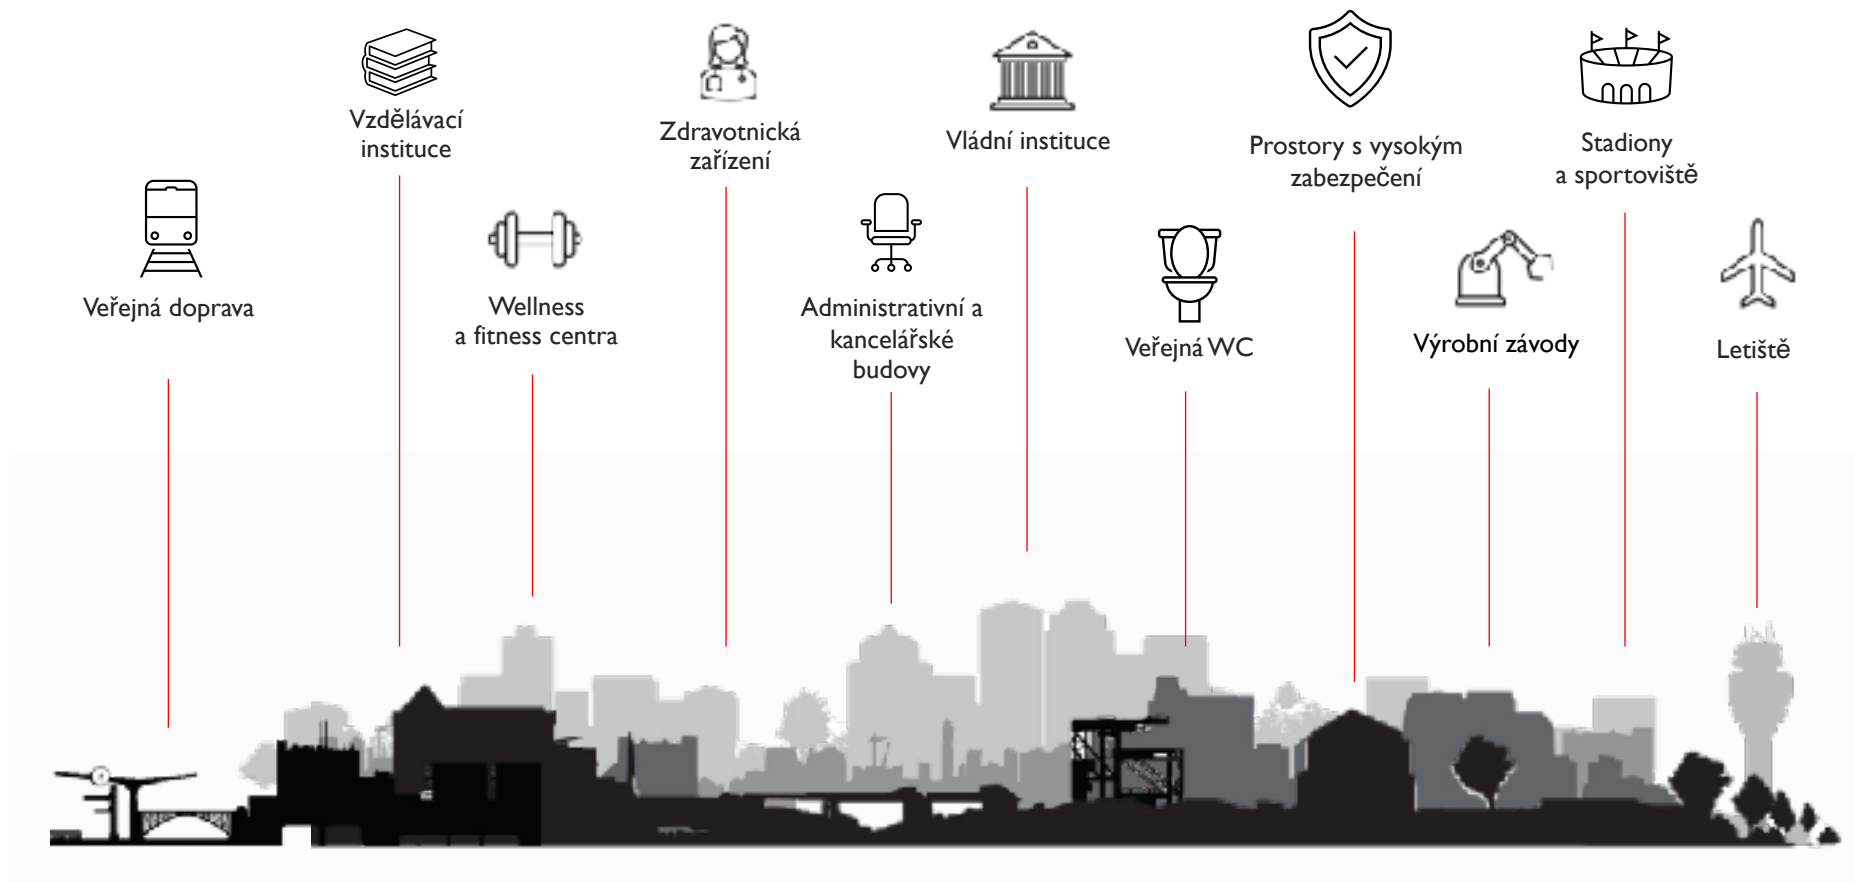 Veřejná doprava
Vzdělávací
instituce
Wellness
a fitness centra
Zdravotnická
zařízení
Administrativní a
kancelářské
budovy
Vládní instituce
Veřejná WC
Prostory s vysokým
zabezpečení
Výrobní závody
Stadiony
a sportoviště
Letiště